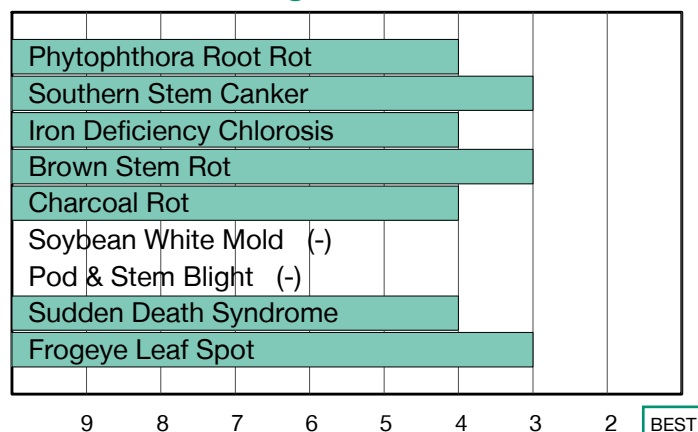 Phytophthora Root Rot
Southern Stem Canker
Iron Deficiency Chlorosis
Brown Stem Rot
Charcoal Rot
Soybean White Mold (-)
Pod & Stem Blight (-)
Sudden Death Syndrome
Frogeye Leaf Spot
9 8 7 6 5 4 3 2 BEST